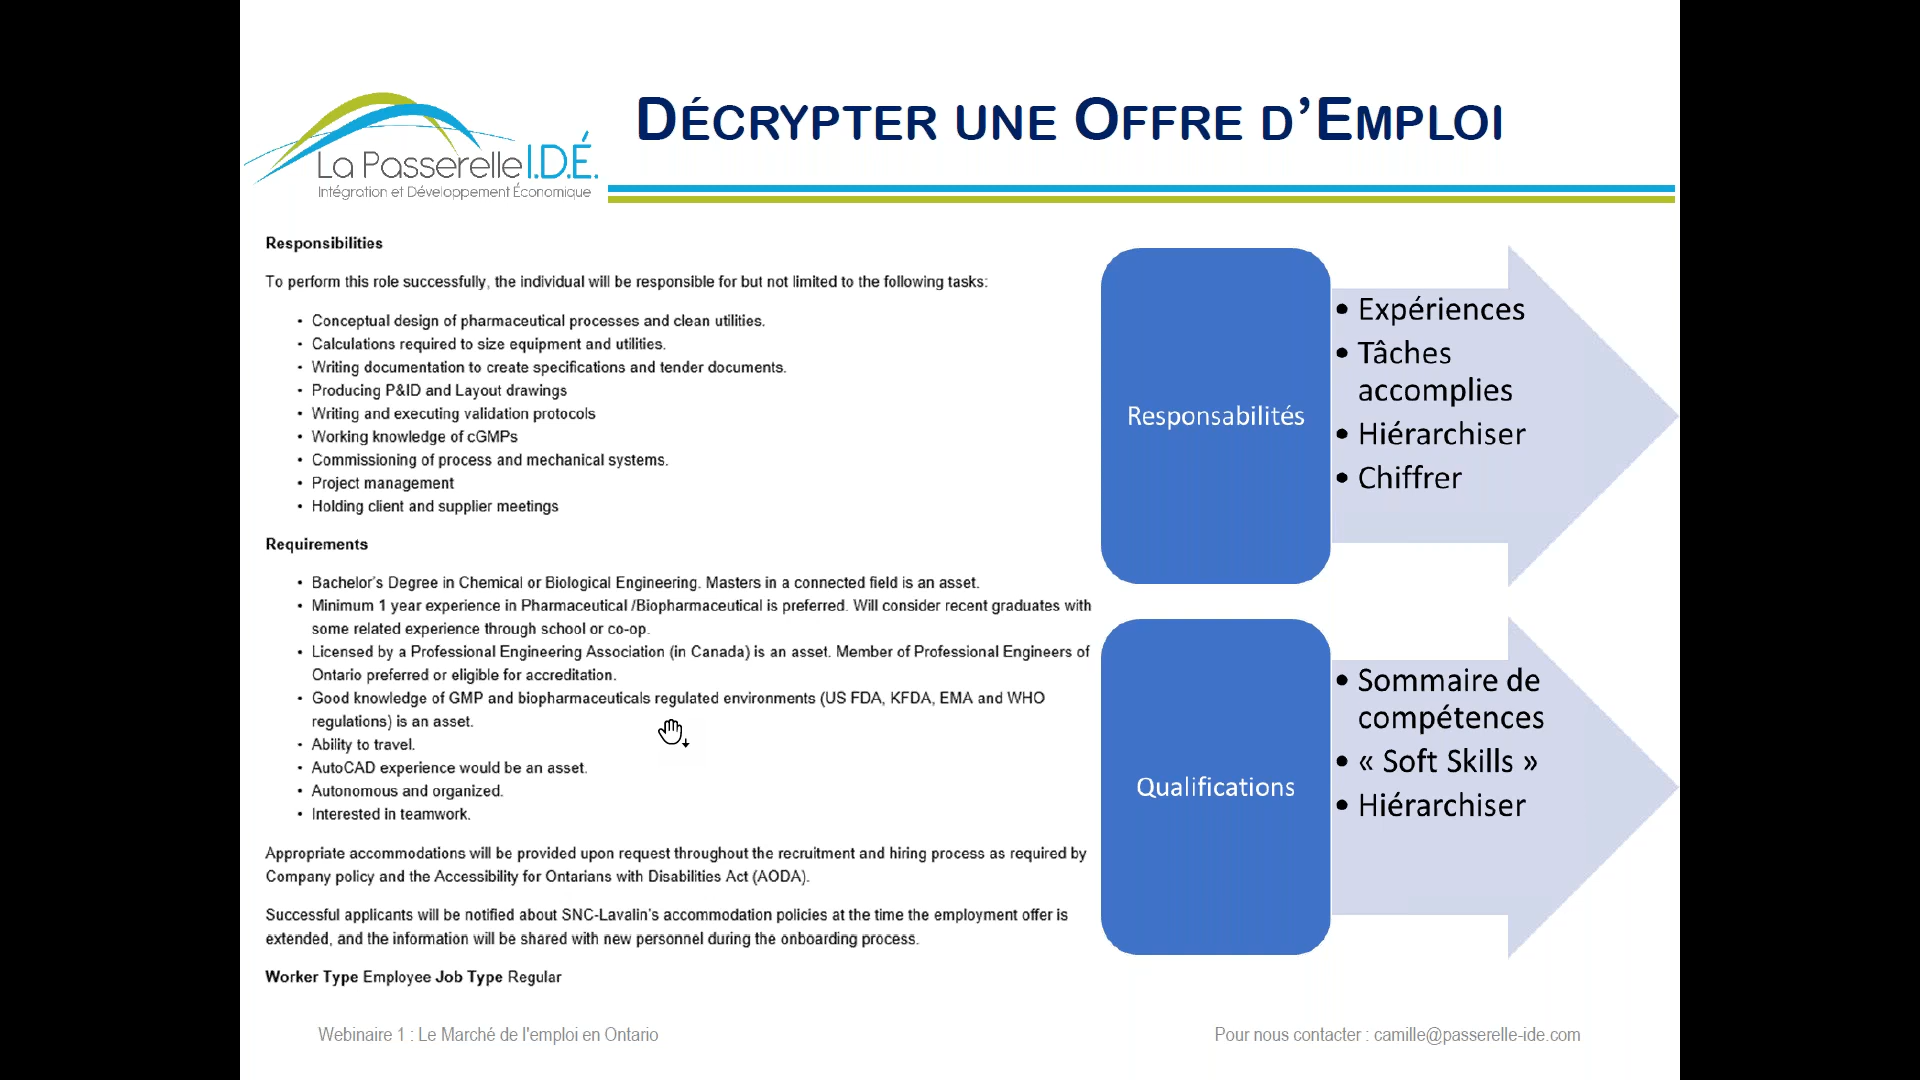 DÉCRYPTER UNE OFFRE D'EMPLOI
La Passerelle I.D.É.
Intégration et Développement Économique
Responsibilities
To perform this role successfully, the individual will be responsible for but not limited to the following tasks:
• Conceptual design of pharmaceutical processes and clean utilities.
• Calculations required to size equipment and utilities.
• Writing documentation to create specifications and tender documents.
• Producing P&ID and Layout drawings
• Writing and executing validation protocols
• Working knowledge of cGMPs
• Commissioning of process and mechanical systems.
• Project management
• Holding client and supplier meetings
Requirements
• Bachelor's Degree in Chemical or Biological Engineering. Masters in a connected field is an asset.
• Minimum 1 year experience in Pharmaceutical /Biopharmaceutical is preferred. Will consider recent graduates with
some related experience through school or co-op.
• Licensed by a Professional Engineering Association (in Canada) is an asset. Member of Professional Engineers of
Ontario preferred or eligible for accreditation.
• Good knowledge of GMP and biopharmaceuticals regulated environments (US FDA, KFDA, EMA and WHO
regulations) is an asset.
• Ability to travel.
• AutoCAD experience would be an asset.
• Autonomous and organized.
• Interested in teamwork.
Appropriate accommodations will be provided upon request throughout the recruitment and hiring process as required by
Company policy and the Accessibility for Ontarians with Disabilities Act (AODA).
Successful applicants will be notified about SNC-Lavalin's accommodation policies at the time the employment offer is
extended, and the information will be shared with new personnel during the onboarding process.
Worker Type Employee Job Type Regular
Responsabilités
• Expériences
• Tâches
accomplies
• Hiérarchiser
• Chiffrer
Qualifications
• Sommaire de
compétences
• « Soft Skills »
• Hiérarchiser
Webinaire 1 : Le Marché de l'emploi en Ontario
Pour nous contacter : camille@passerelle-ide.com